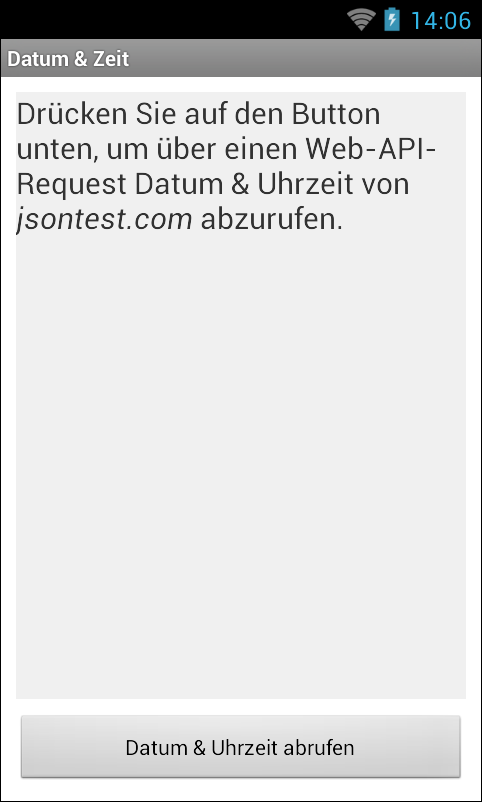 14:06
Datum & Zeit
Drücken Sie auf den Button
unten, um über einen Web-API-
Request Datum & Uhrzeit von
jsontest.com abzurufen.
Datum & Uhrzeit abrufen